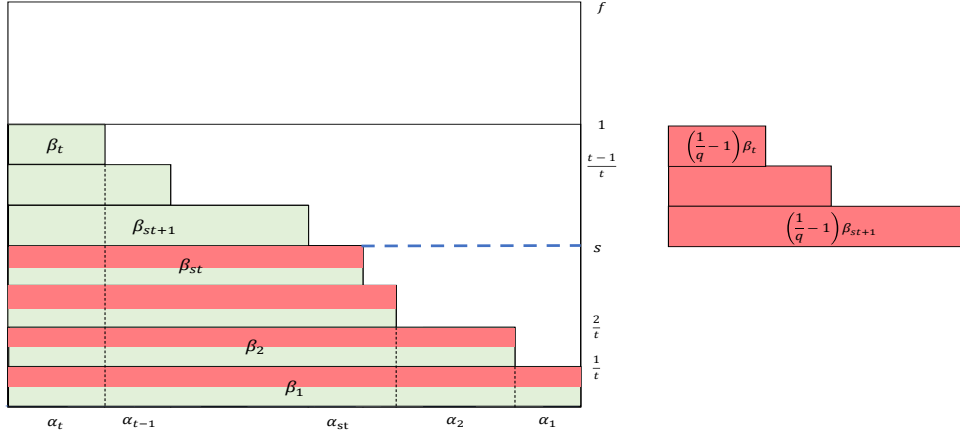 f
1
β_t
(1/q − 1) β_t
(t−1)/t
β_{st+1}
(1/q − 1) β_{st+1}
s
β_{st}
2/t
β_2
1/t
β_1
α_t α_{t−1} α_{st} α_2 α_1